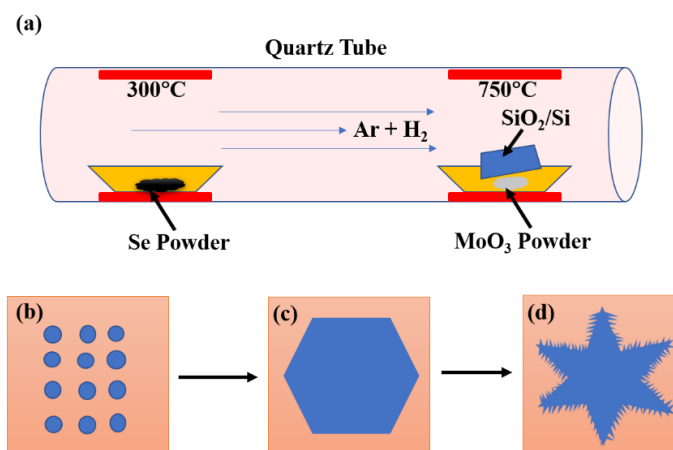 (a)
Quartz Tube
300°C
750°C
SiO₂/Si
Ar + H₂
Se Powder
MoO₃ Powder
(b)
(c)
(d)